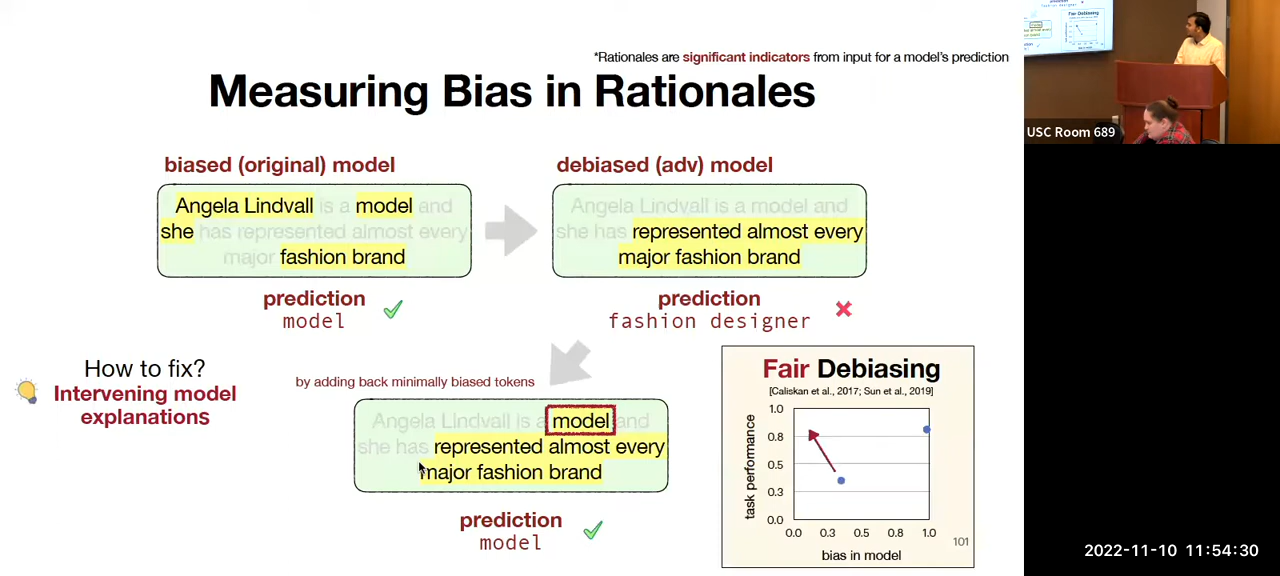 *Rationales are significant indicators from input for a model's prediction
Measuring Bias in Rationales
biased (original) model
Angela Lindvall is a model and
she has represented almost every
major fashion brand
prediction
model
debiased (adv) model
Angela Lindvall is a model and
she has represented almost every
major fashion brand
prediction
fashion designer
How to fix?
Intervening model
explanations
by adding back minimally biased tokens
Angela Lindvall is a model and
she has represented almost every
major fashion brand
prediction
model
Fair Debiasing
[Caliskan et al., 2017; Sun et al., 2019]
task performance
1.0
0.8
0.5
0.3
0.0
0.0 0.3 0.5 0.8 1.0
bias in model
101
USC Room 689
2022-11-10 11:54:30